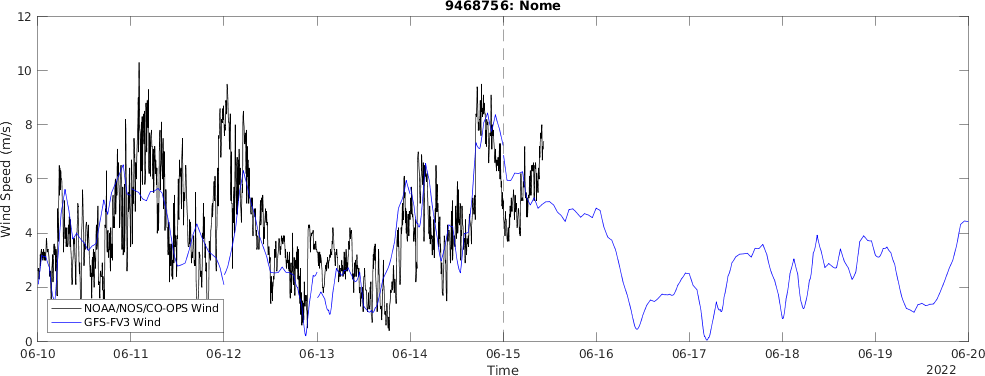 9468756: Nome
12
10
8
6
4
2
0
Wind Speed (m/s)
NOAA/NOS/CO-OPS Wind
GFS-FV3 Wind
06-10 06-11 06-12 06-13 06-14 06-15 06-16 06-17 06-18 06-19 06-20
Time
2022